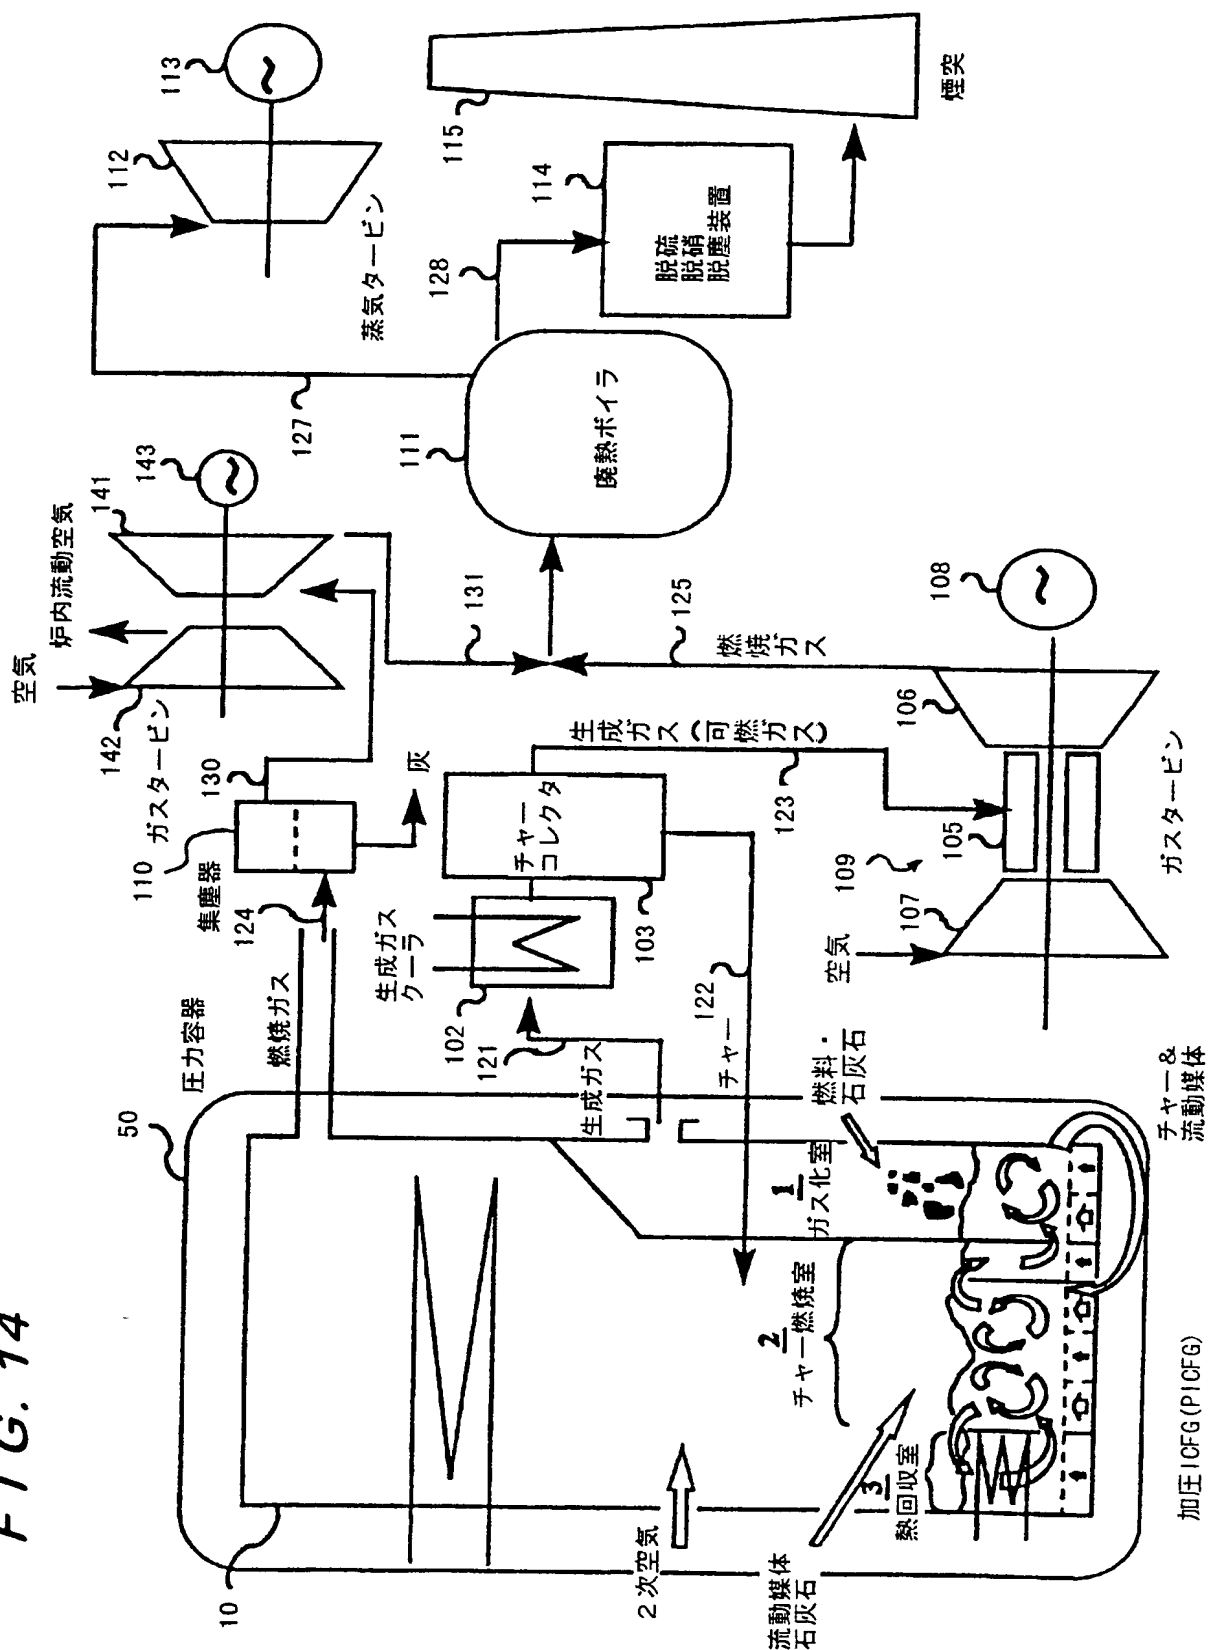 FIG. 14
50
圧力容器
10
燃焼ガス
124
集塵器
110
130
灰
空気
142
ガスタービン
炉内流動空気
141
143
127
蒸気タービン
112
113
131
125
燃焼ガス
111
廃熱ボイラ
128
114
脱硫
脱硝
脱塵装置
115
煙突
生成ガス
クーラ
102
121
生成ガス
チャー
コレクタ
103
生成ガス(可燃ガス)
123
122
チャー
燃料・
石灰石
1
ガス化室
2
チャー燃焼室
3
熱回収室
2次空気
流動媒体
石灰石
チャー&
流動媒体
加圧ICFG(PICFG)
空気
107
109
105
106
108
ガスタービン